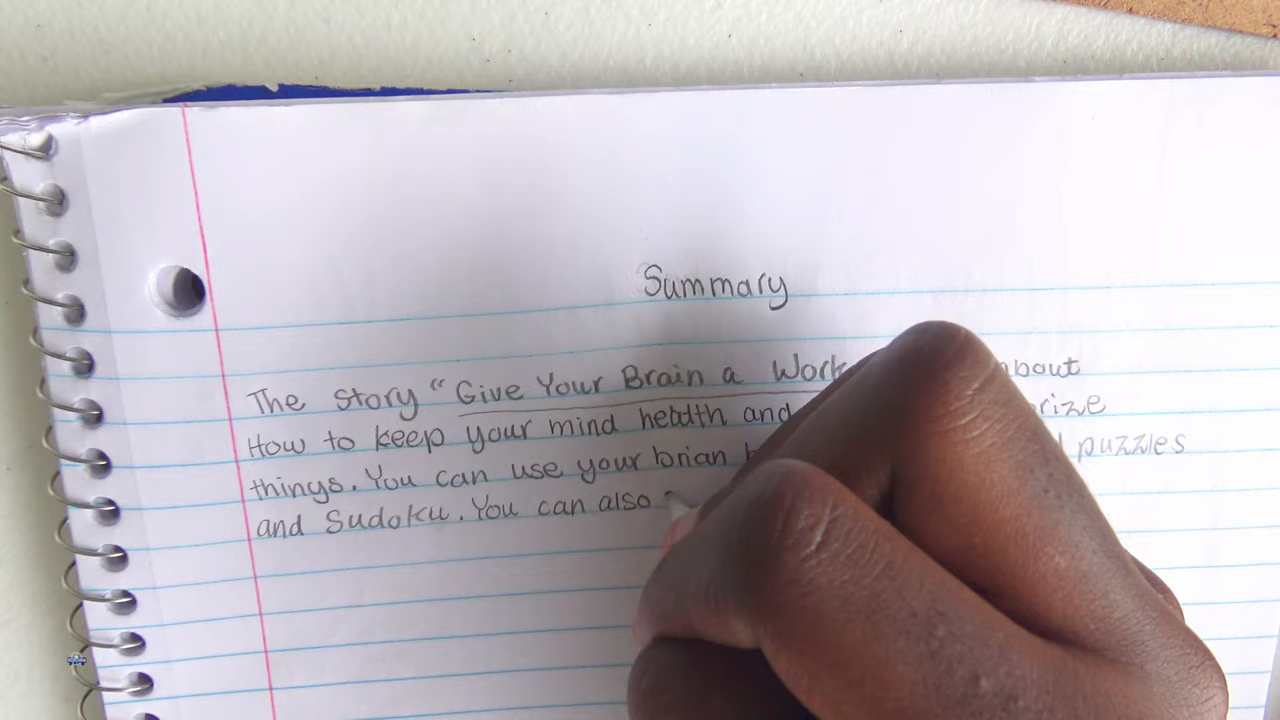 Summary
The story "Give Your Brain a Work about
How to keep your mind health and
things. You can use your brian puzzles
and Sudoku. You can also